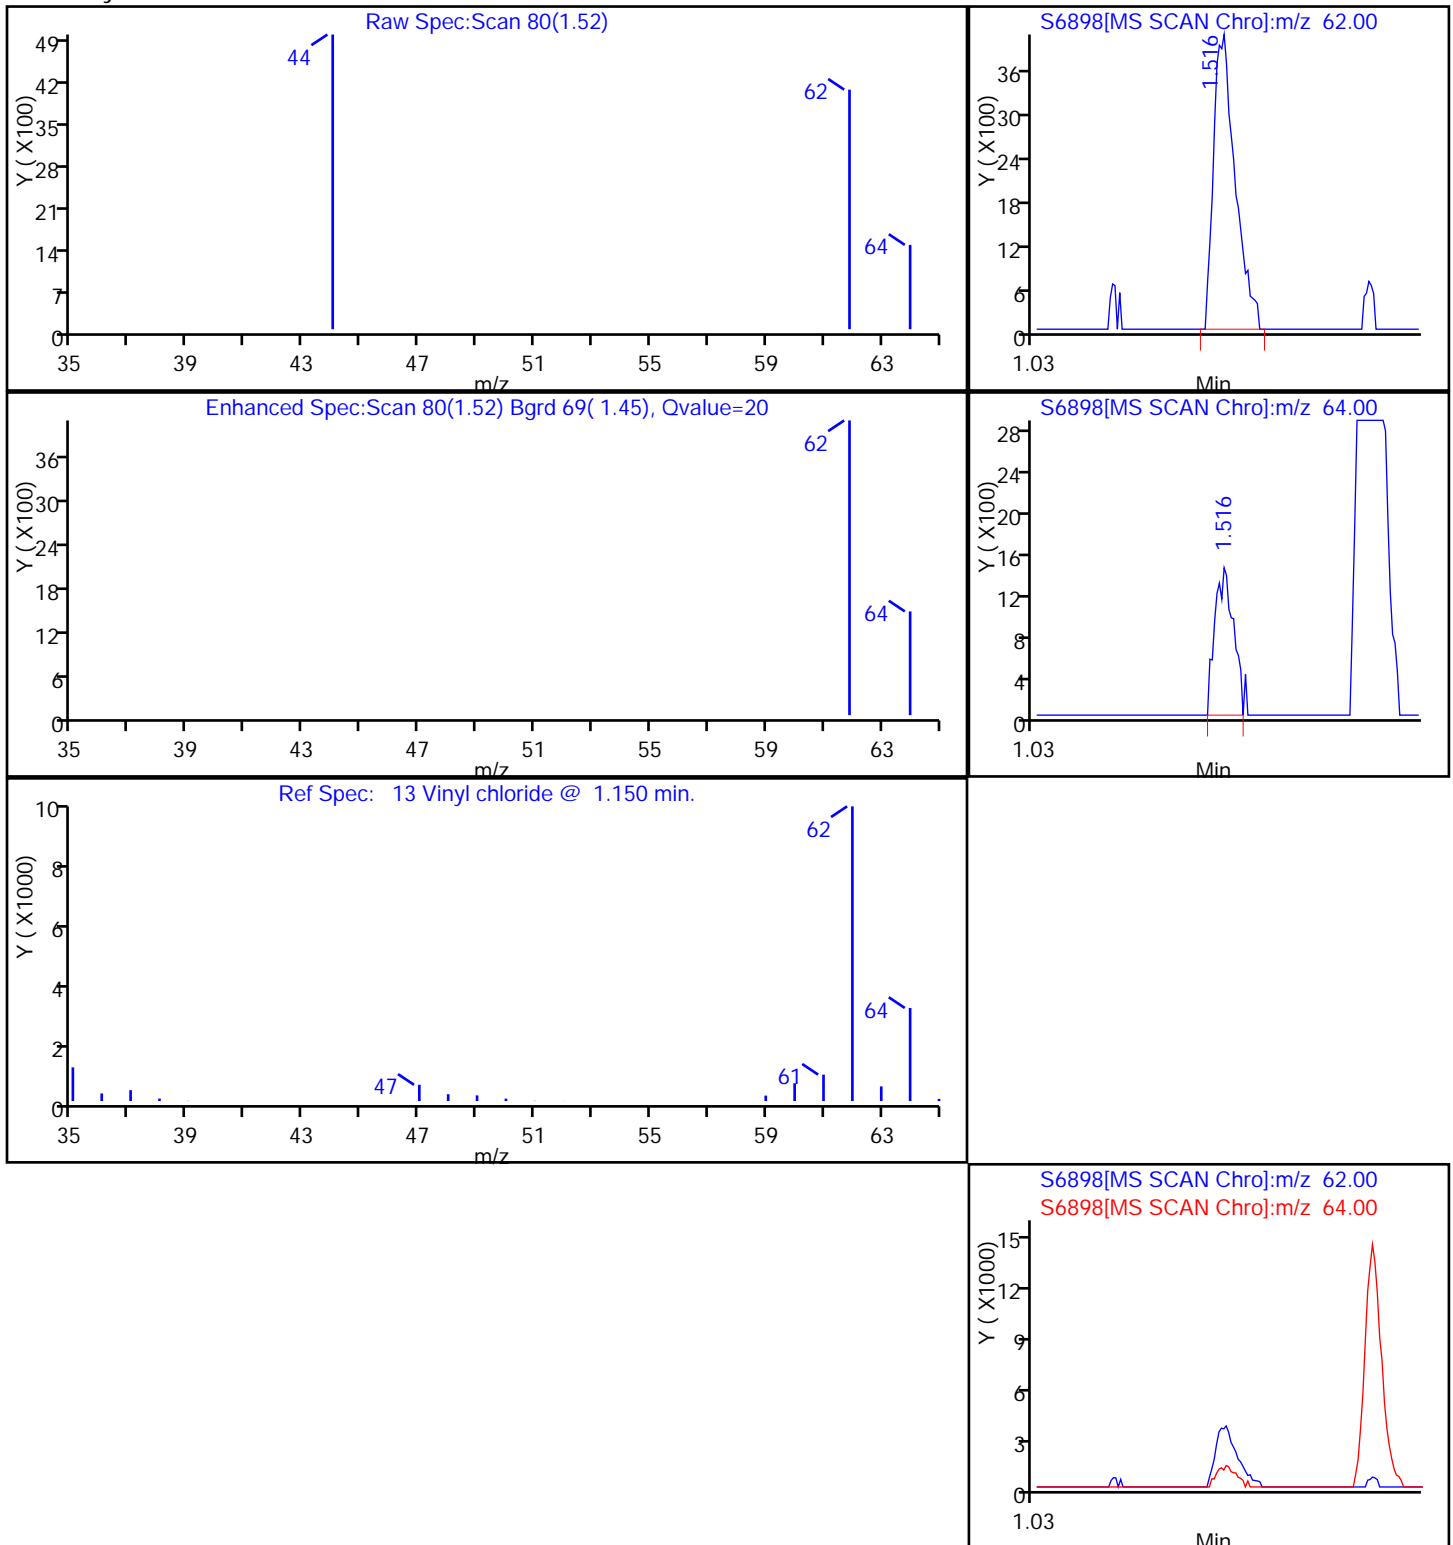 Raw Spec:Scan 80(1.52)
Y ( X100)
49
42
35
28
21
14
7
0
44
62
64
35 39 43 47 51 55 59 63
m/z
S6898[MS SCAN Chro]:m/z 62.00
Y ( X100)
36
30
24
18
12
6
0
1.516
1.03
Min
Enhanced Spec:Scan 80(1.52) Bgrd 69( 1.45), Qvalue=20
Y ( X100)
36
30
24
18
12
6
0
62
64
35 39 43 47 51 55 59 63
m/z
S6898[MS SCAN Chro]:m/z 64.00
Y ( X100)
28
24
20
16
12
8
4
0
1.516
1.03
Min
Ref Spec: 13 Vinyl chloride @ 1.150 min.
Y ( X1000)
10
8
6
4
2
0
47
61
62
64
35 39 43 47 51 55 59 63
m/z
S6898[MS SCAN Chro]:m/z 62.00
S6898[MS SCAN Chro]:m/z 64.00
Y ( X1000)
15
12
9
6
3
0
1.03
Min